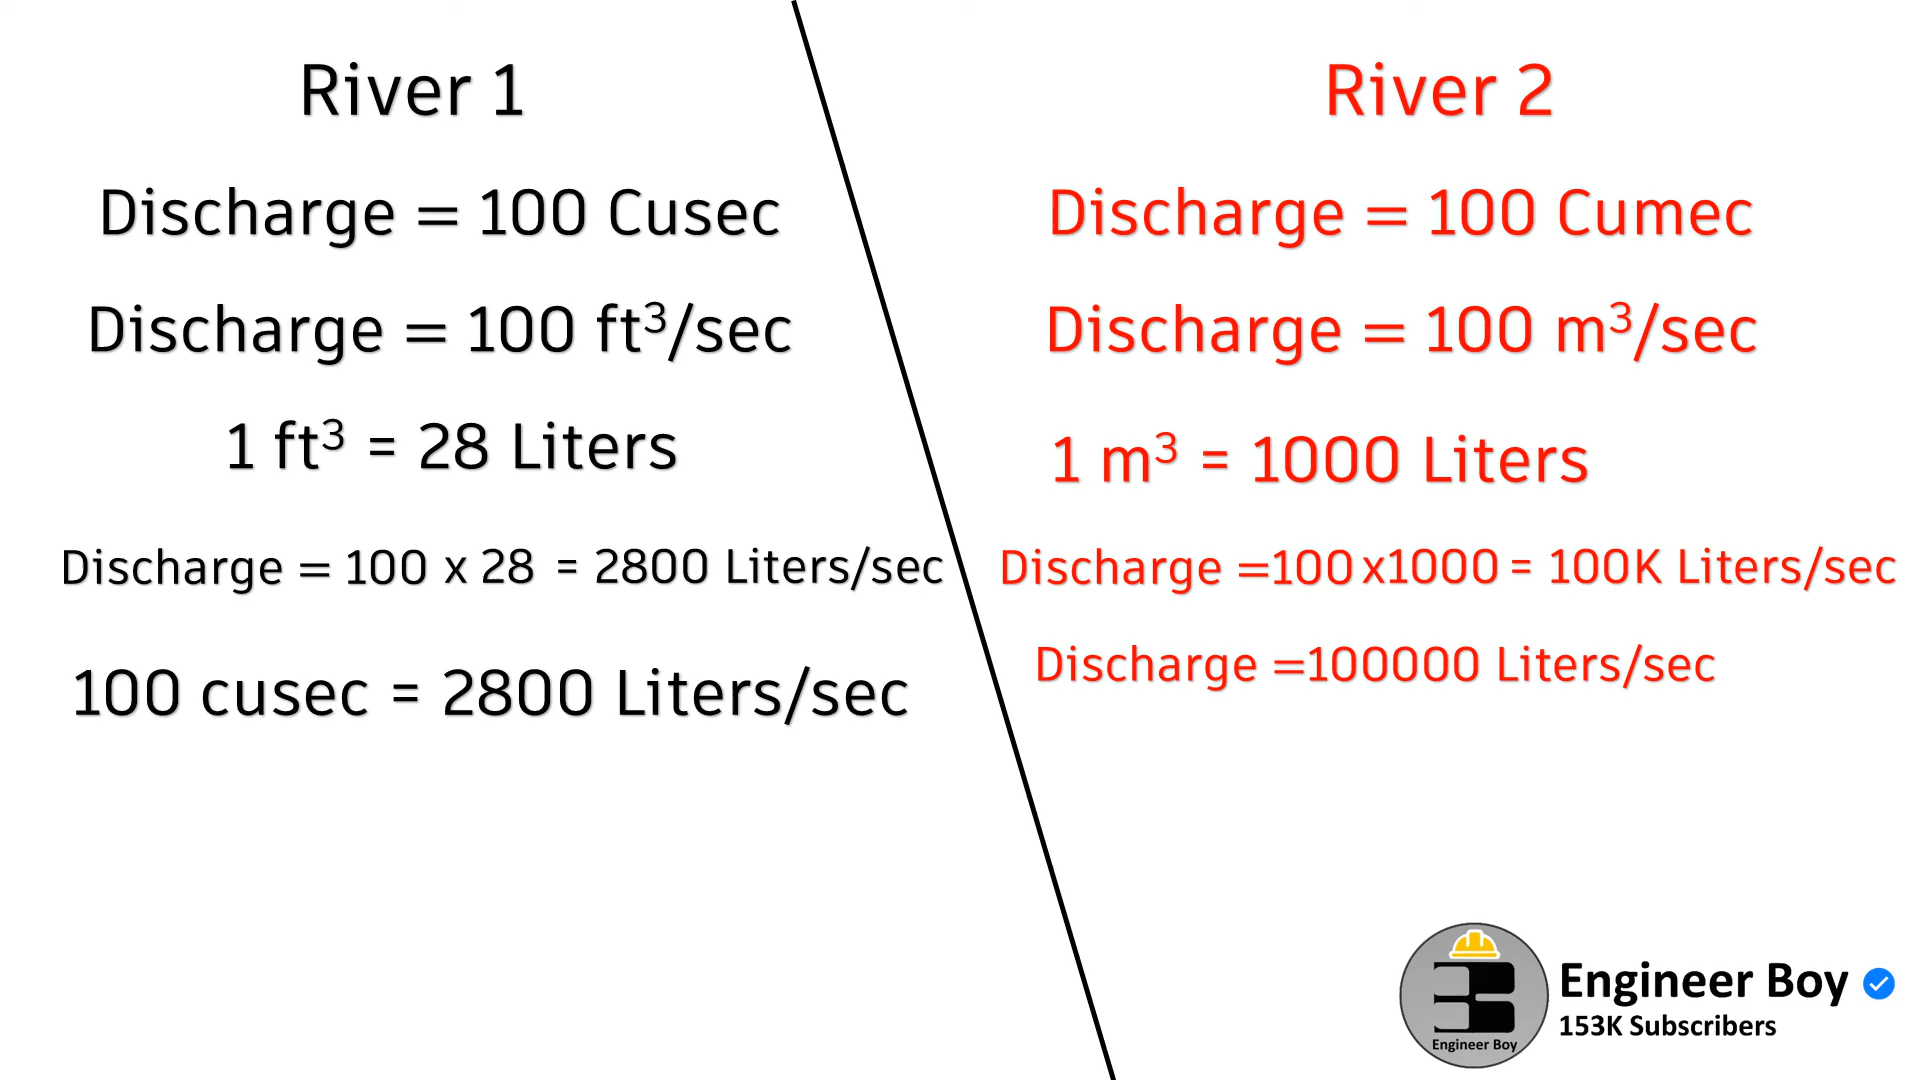 River 1
Discharge = 100 Cusec
Discharge = 100 ft³/sec
1 ft³ = 28 Liters
Discharge = 100 x 28 = 2800 Liters/sec
100 cusec = 2800 Liters/sec
River 2
Discharge = 100 Cumec
Discharge = 100 m³/sec
1 m³ = 1000 Liters
Discharge =100 x1000 = 100K Liters/sec
Discharge =100000 Liters/sec
Engineer Boy
Engineer Boy
153K Subscribers